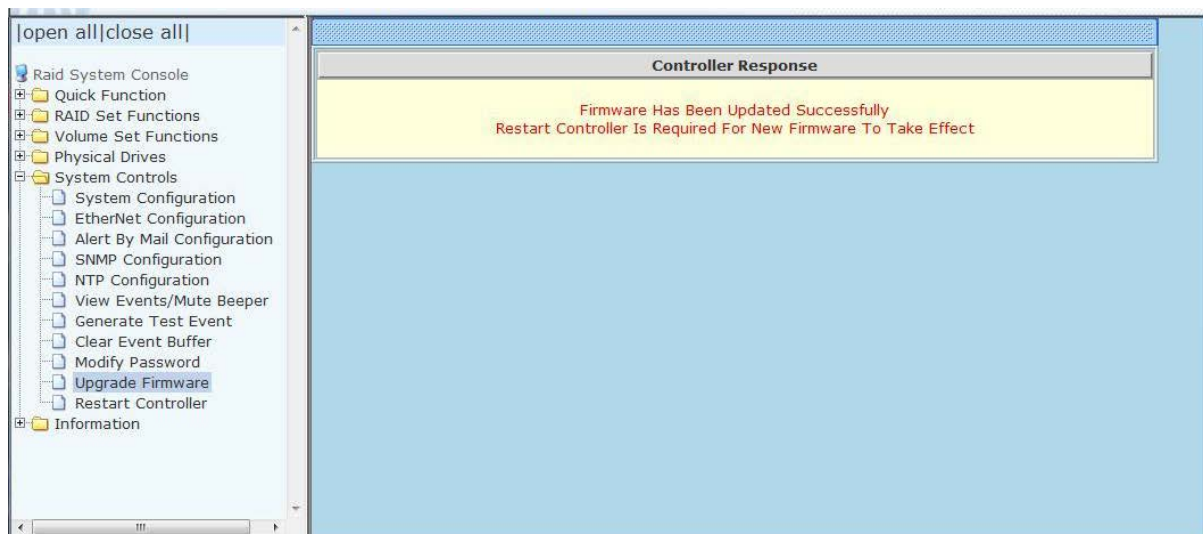 |open all|close all|
Raid System Console
Quick Function
RAID Set Functions
Volume Set Functions
Physical Drives
System Controls
System Configuration
EtherNet Configuration
Alert By Mail Configuration
SNMP Configuration
NTP Configuration
View Events/Mute Beeper
Generate Test Event
Clear Event Buffer
Modify Password
Upgrade Firmware
Restart Controller
Information
Controller Response
Firmware Has Been Updated Successfully
Restart Controller Is Required For New Firmware To Take Effect